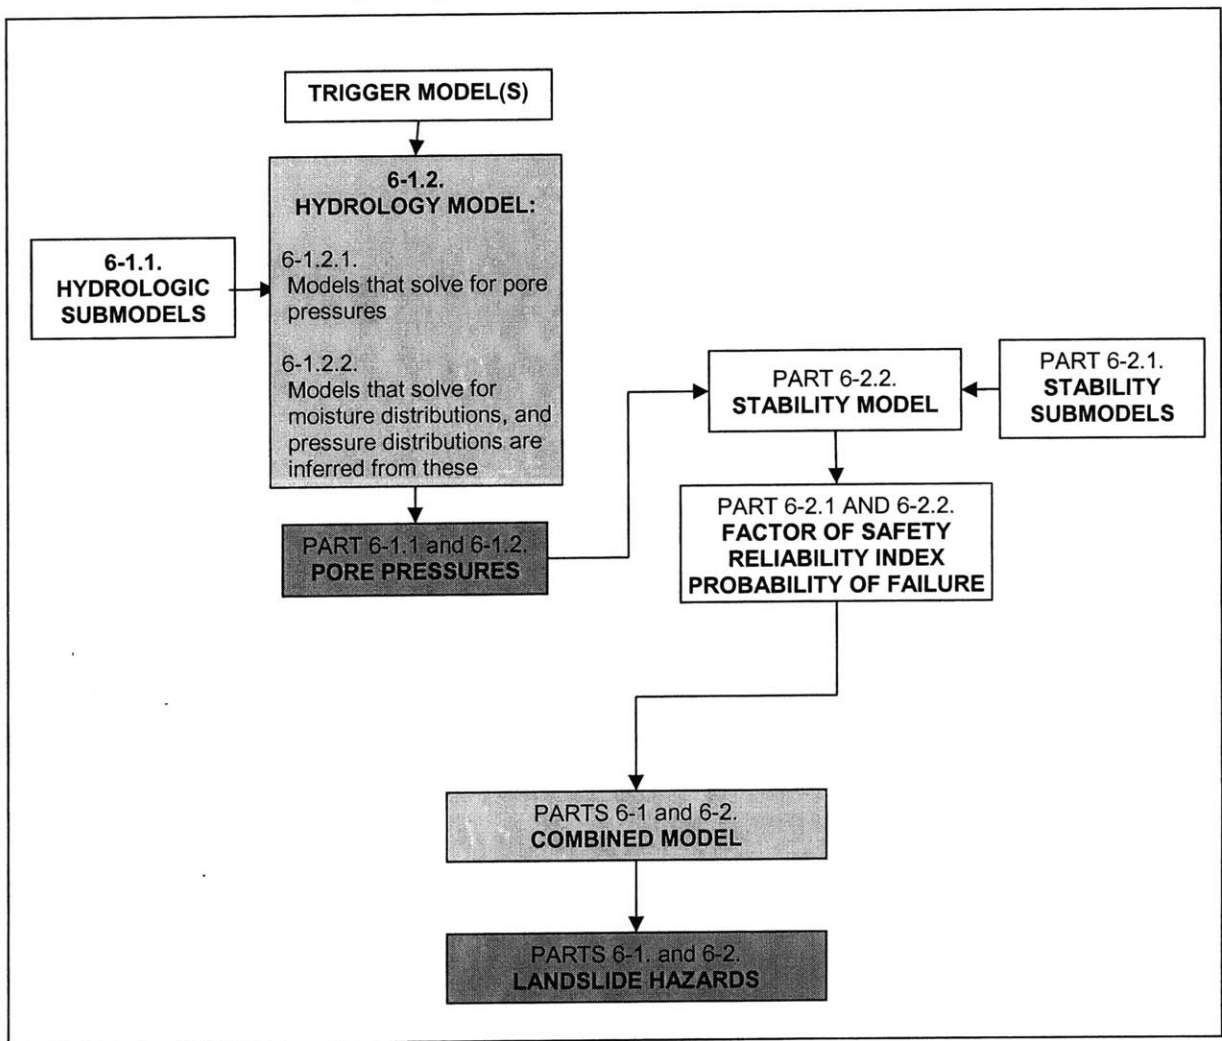 TRIGGER MODEL(S)
6-1.2.
HYDROLOGY MODEL:
6-1.2.1.
Models that solve for pore
pressures
6-1.2.2.
Models that solve for
moisture distributions, and
pressure distributions are
inferred from these
6-1.1.
HYDROLOGIC
SUBMODELS
PART 6-1.1 and 6-1.2.
PORE PRESSURES
PART 6-2.2.
STABILITY MODEL
PART 6-2.1.
STABILITY
SUBMODELS
PART 6-2.1 AND 6-2.2.
FACTOR OF SAFETY
RELIABILITY INDEX
PROBABILITY OF FAILURE
PARTS 6-1 and 6-2.
COMBINED MODEL
PARTS 6-1. and 6-2.
LANDSLIDE HAZARDS